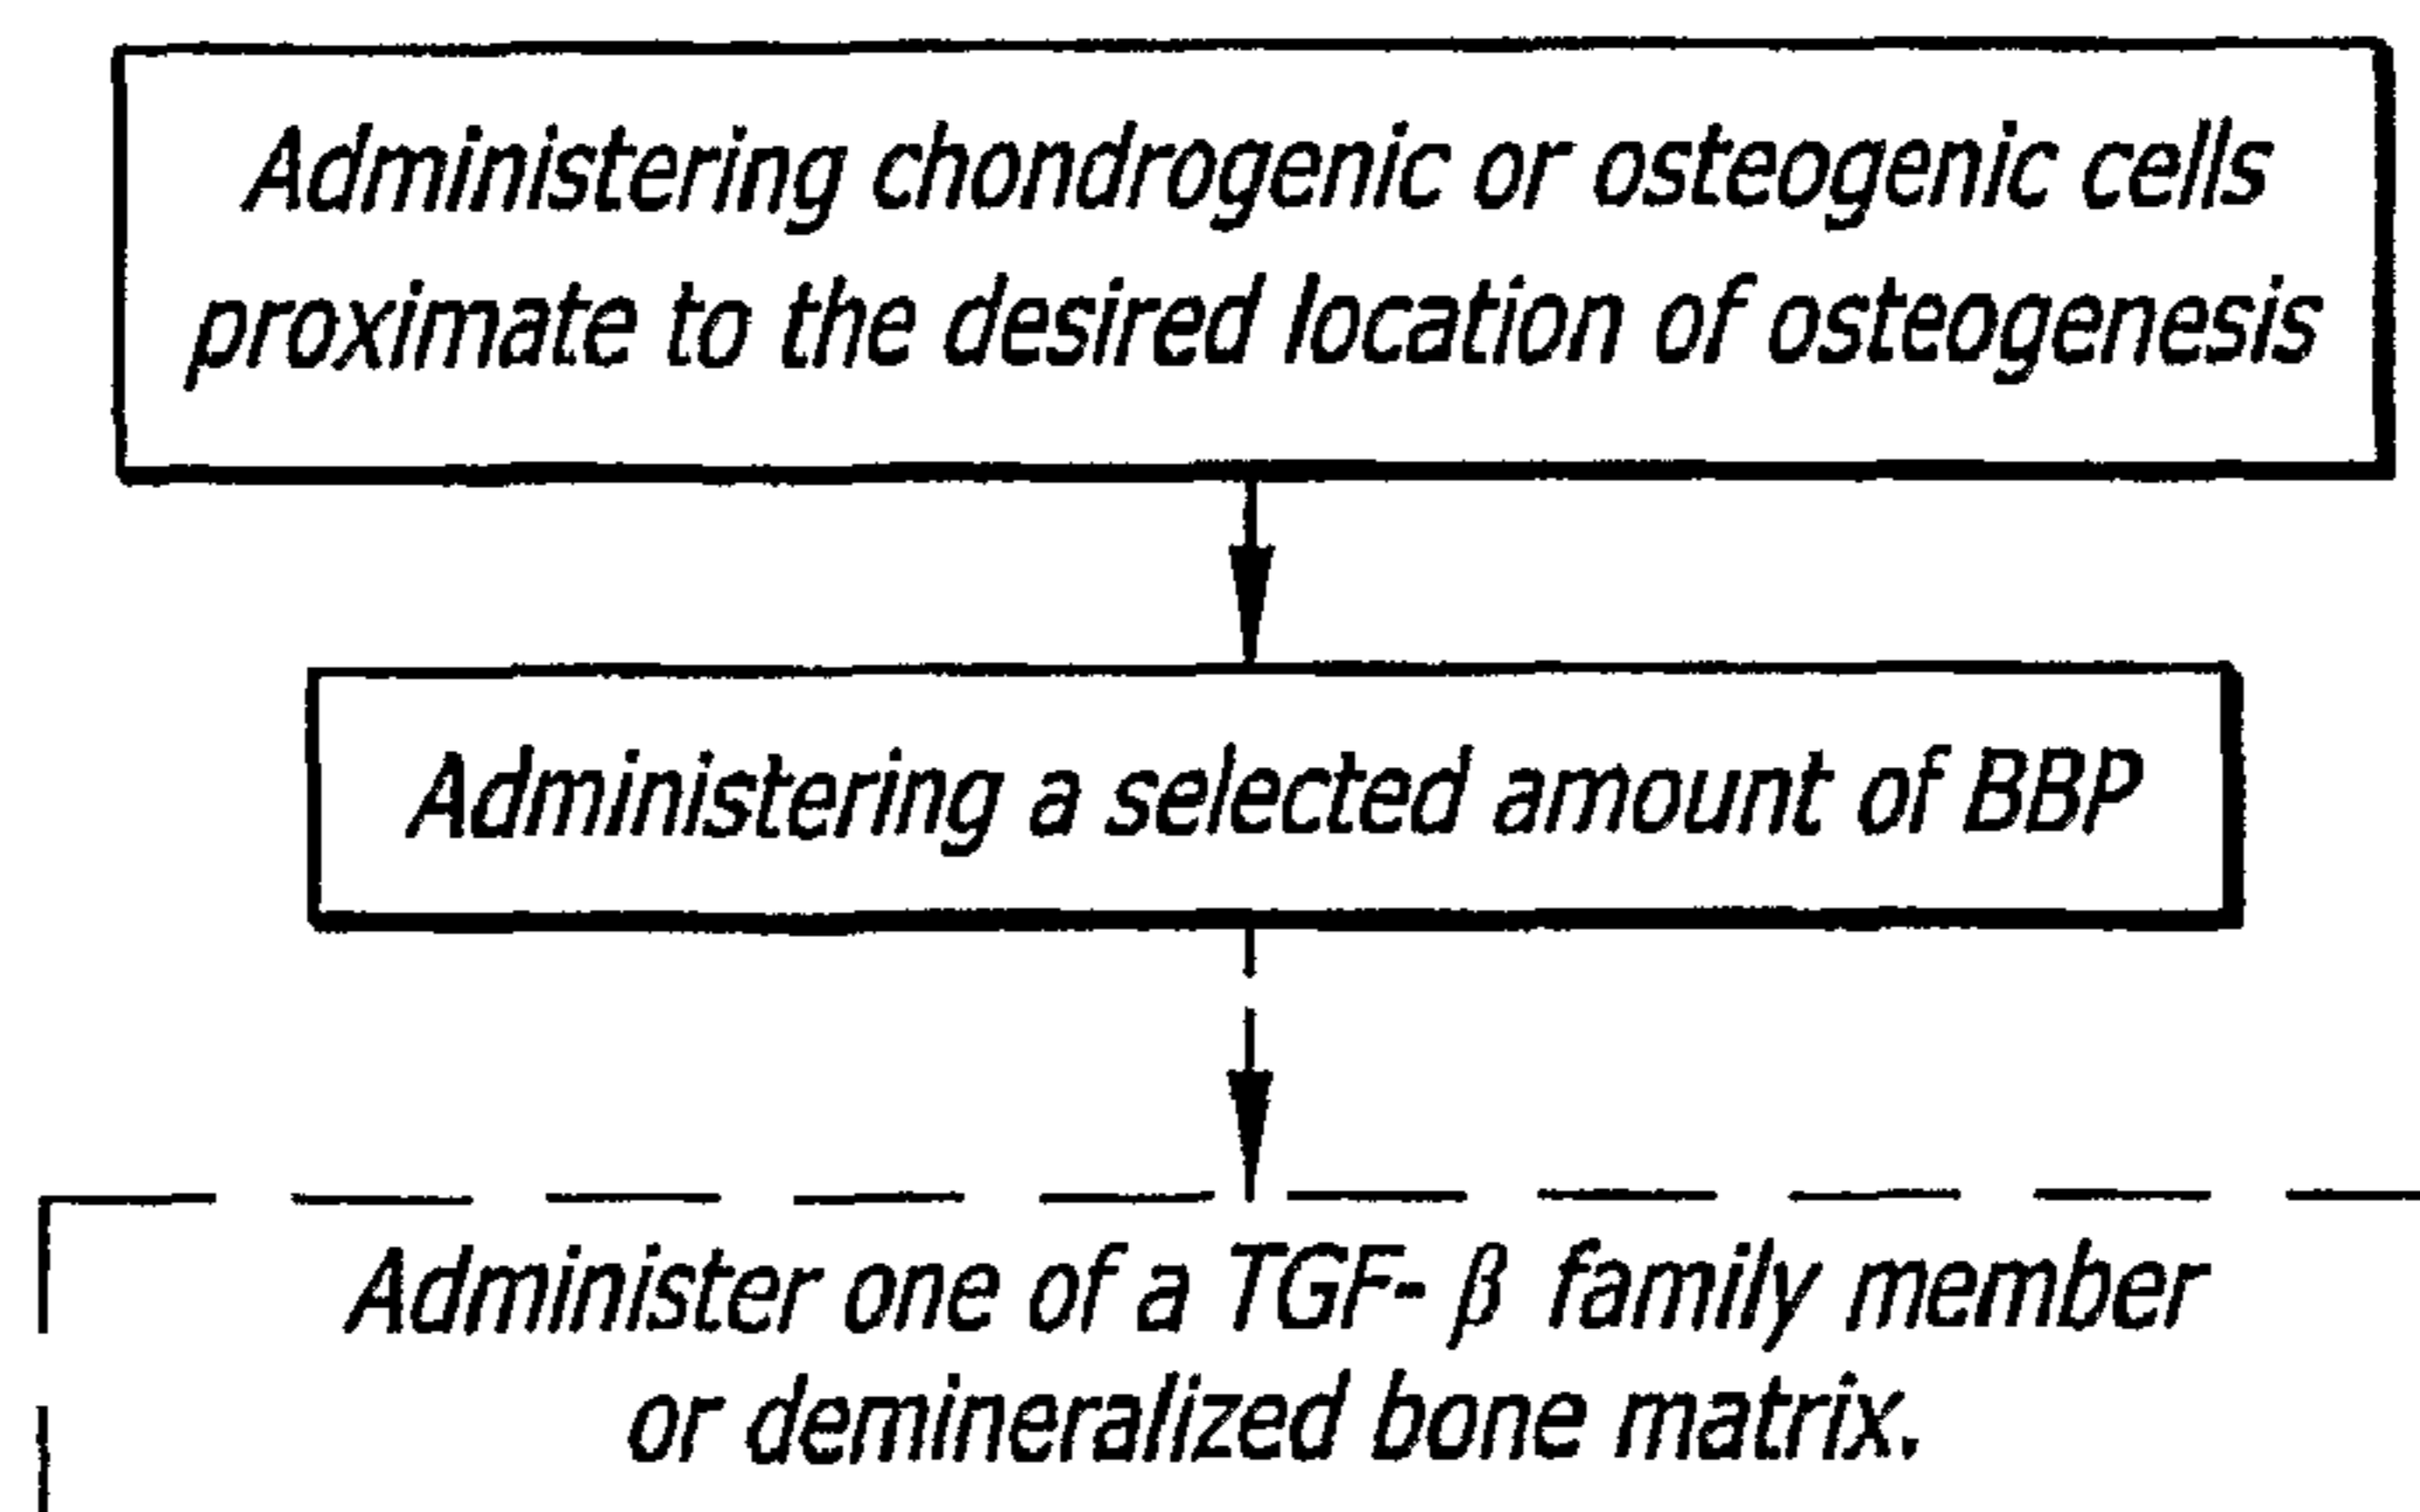 Administering chondrogenic or osteogenic cells
proximate to the desired location of osteogenesis
Administering a selected amount of BBP
Administer one of a TGF- β family member
or demineralized bone matrix.